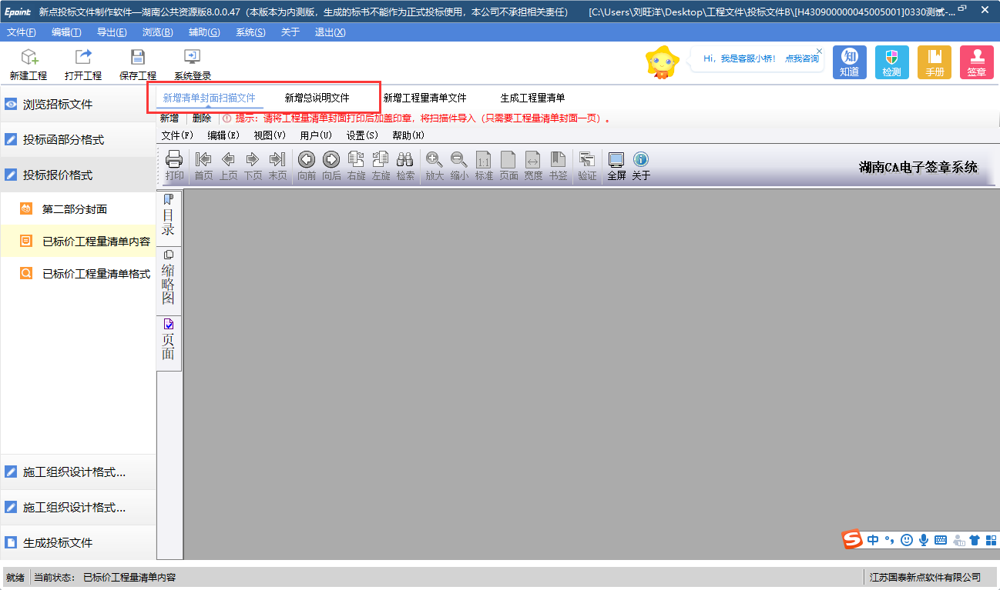 Epoint 新点投标文件制作软件—湖南公共资源版8.0.0.47（本版本为内测版，生成的标书不能作为正式投标使用，本公司不承担相关责任） [C:\Users\刘旺洋\Desktop\工程文件\投标文件B\[H430900000045005001]0330测试-...
文件(F) 编辑(T) 导出(E) 浏览(B) 辅助(G) 系统(S) 关于 退出(X)
新建工程 打开工程 保存工程 系统登录
Hi，我是客服小桥！ 点我咨询
知 知道 检测 手册 签章
浏览招标文件
投标函部分格式
投标报价格式
第二部分封面
已标价工程量清单内容
已标价工程量清单格式
施工组织设计格式...
施工组织设计格式...
生成投标文件
新增清单封面扫描文件 新增总说明文件 新增工程量清单文件 生成工程量清单
新增 删除 提示：请将工程量清单封面打印后加盖印章，将扫描件导入（只需要工程量清单封面一页）。
文件(F) 编辑(E) 视图(V) 用户(U) 设置(S) 帮助(H)
打印 首页 上页 下页 末页 向前 向后 右旋 左旋 检索 放大 缩小 1:1 标准 页面 宽度 书签 验证 全屏 关于
湖南CA电子签章系统
目录
缩略图
页面
S 中
就绪 当前状态： 已标价工程量清单内容 江苏国泰新点软件有限公司